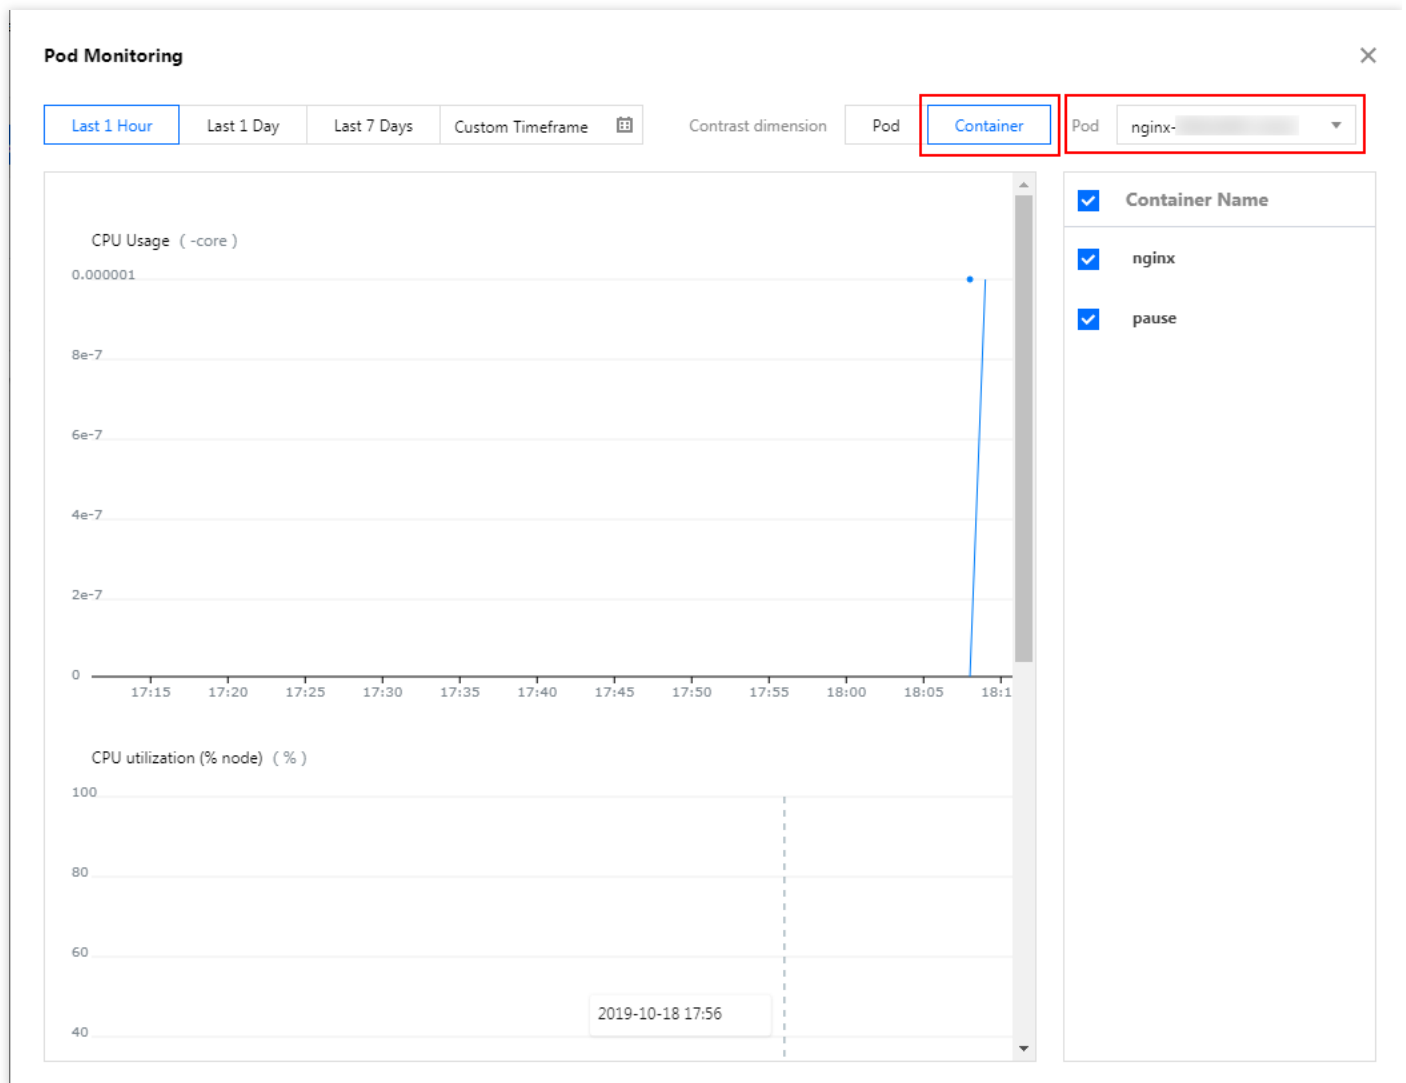 Pod Monitoring
Last 1 Hour Last 1 Day Last 7 Days Custom Timeframe Contrast dimension Pod Container Pod nginx-
Container Name
nginx
pause
CPU Usage ( -core )
0.000001
8e-7
6e-7
4e-7
2e-7
0
17:15 17:20 17:25 17:30 17:35 17:40 17:45 17:50 17:55 18:00 18:05 18:1
CPU utilization (% node) ( % )
100
80
60
2019-10-18 17:56
40